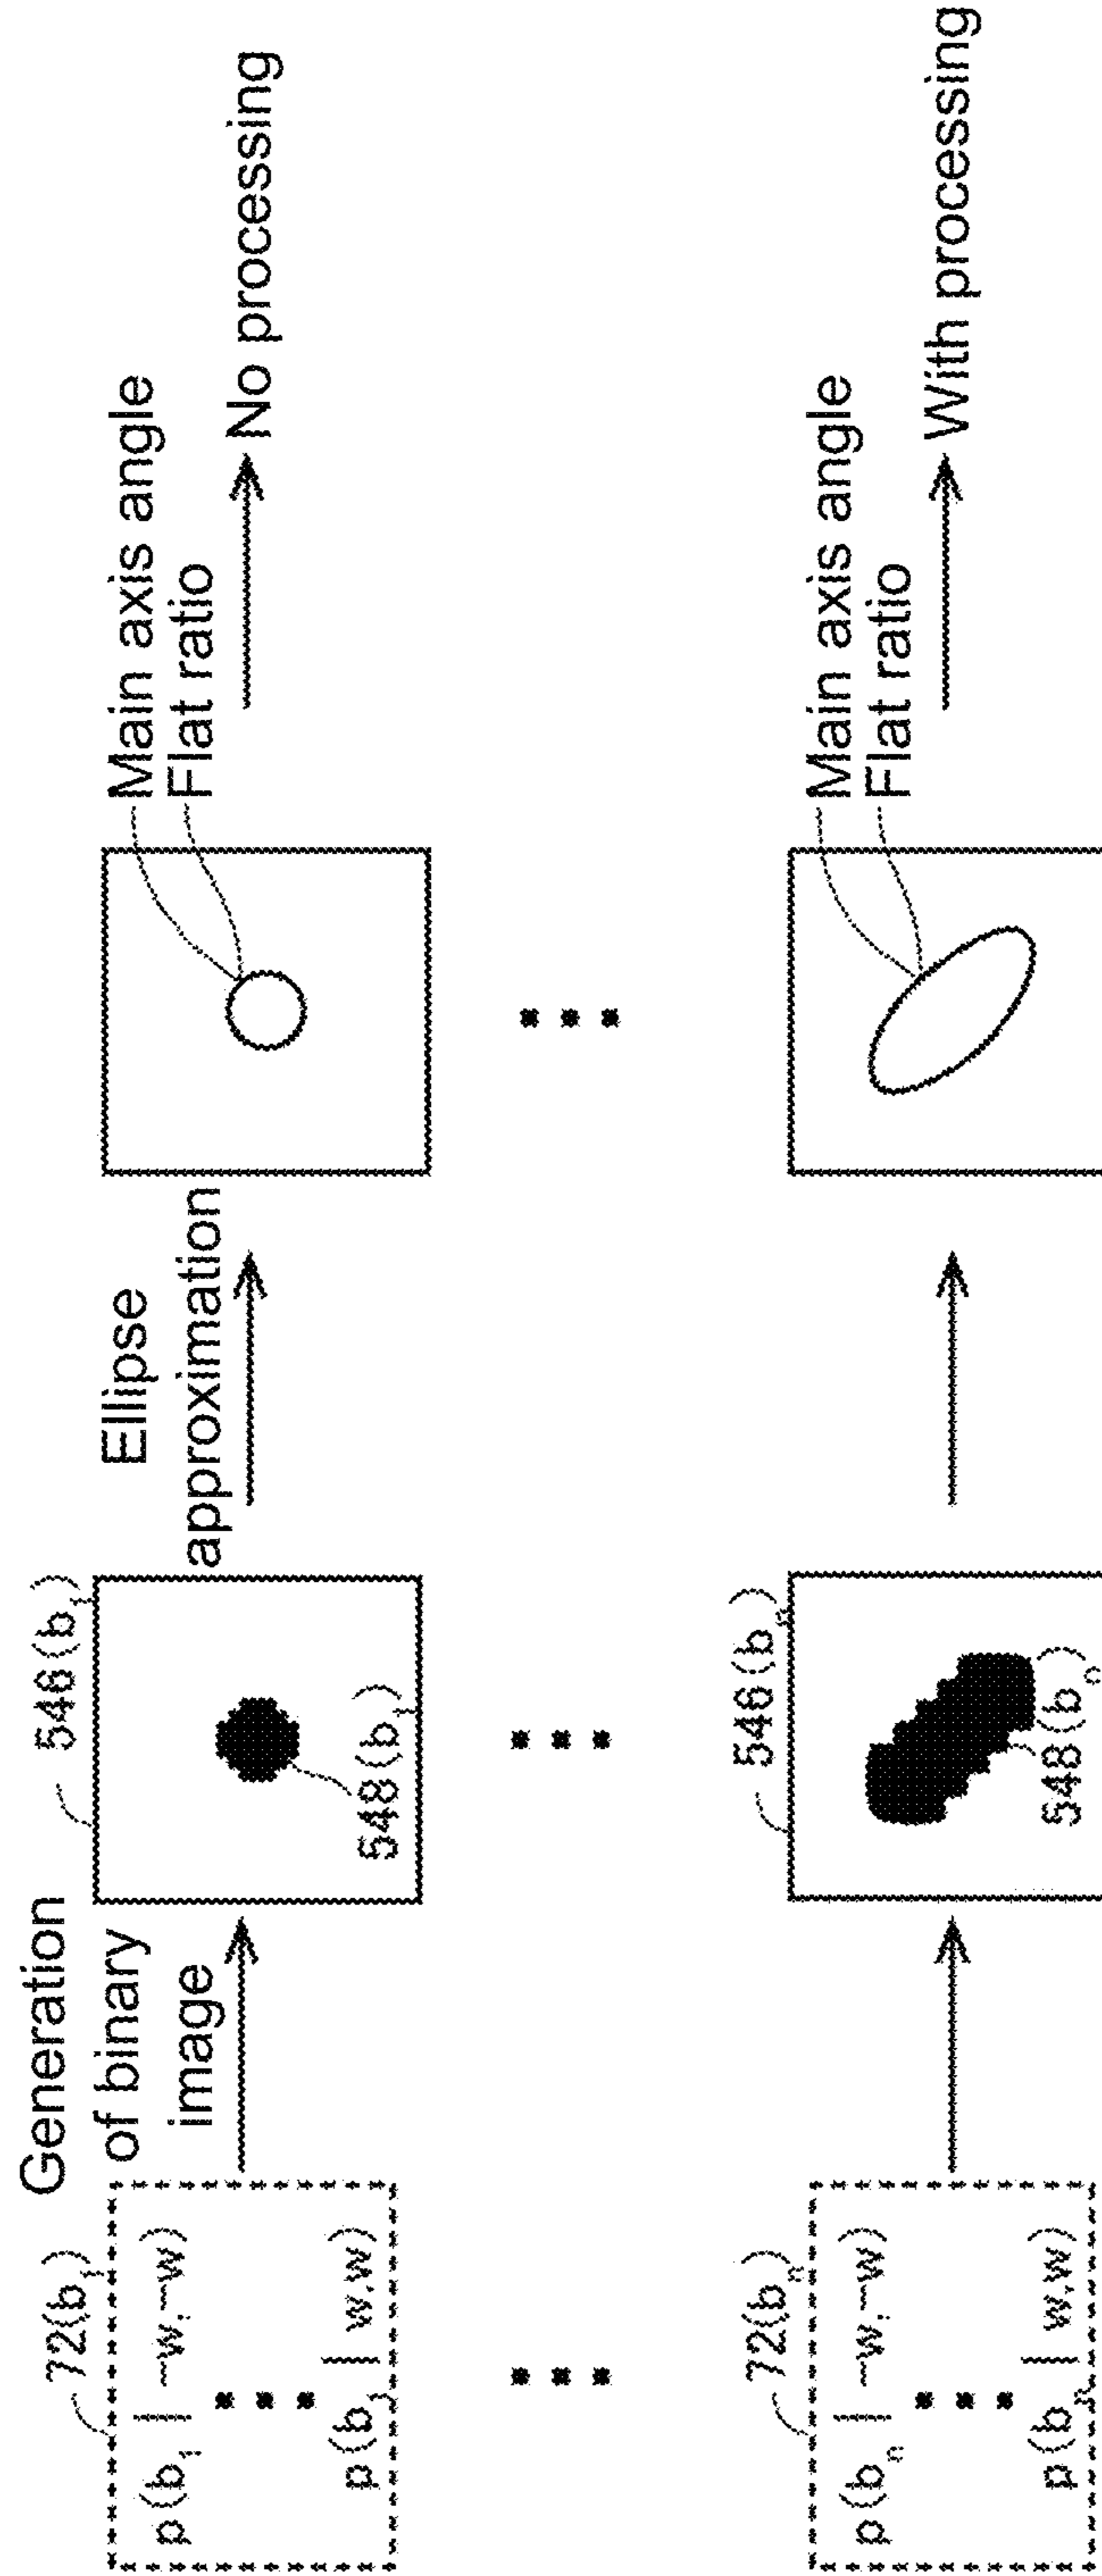 72(b₁)
p(b₁ | −w,−w)
p(b₁ | w,w)
Generation
of binary
image
546(b₁)
548(b₁)
Ellipse
approximation
Main axis angle
Flat ratio
No processing
72(bₙ)
p(bₙ | −w,−w)
p(bₙ | w,w)
546(bₙ)
548(bₙ)
Main axis angle
Flat ratio
With processing